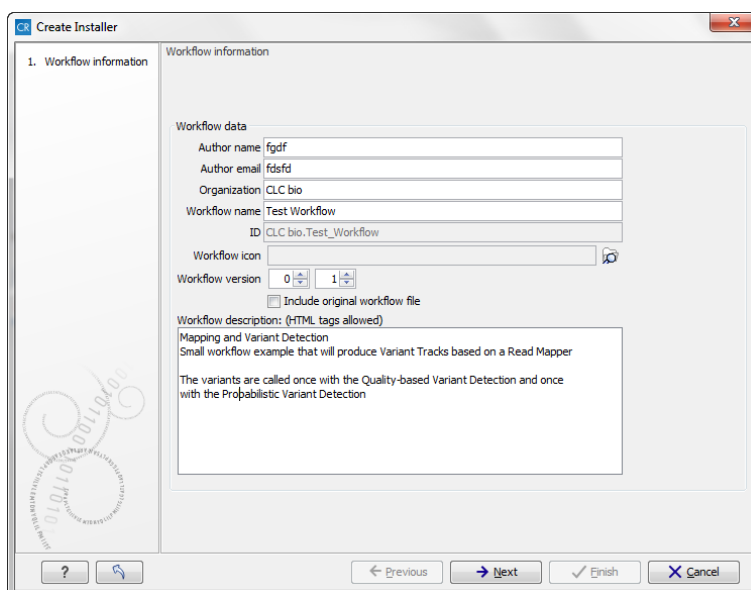 CR Create Installer
x
1. Workflow information
Workflow information
Workflow data
Author name fgdf
Author email fdsfd
Organization CLC bio
Workflow name Test Workflow
ID CLC bio.Test_Workflow
Workflow icon
Workflow version 0 1
Include original workflow file
Workflow description: (HTML tags allowed)
Mapping and Variant Detection
Small workflow example that will produce Variant Tracks based on a Read Mapper
The variants are called once with the Quality-based Variant Detection and once
with the Probabilistic Variant Detection
? Previous Next Finish Cancel